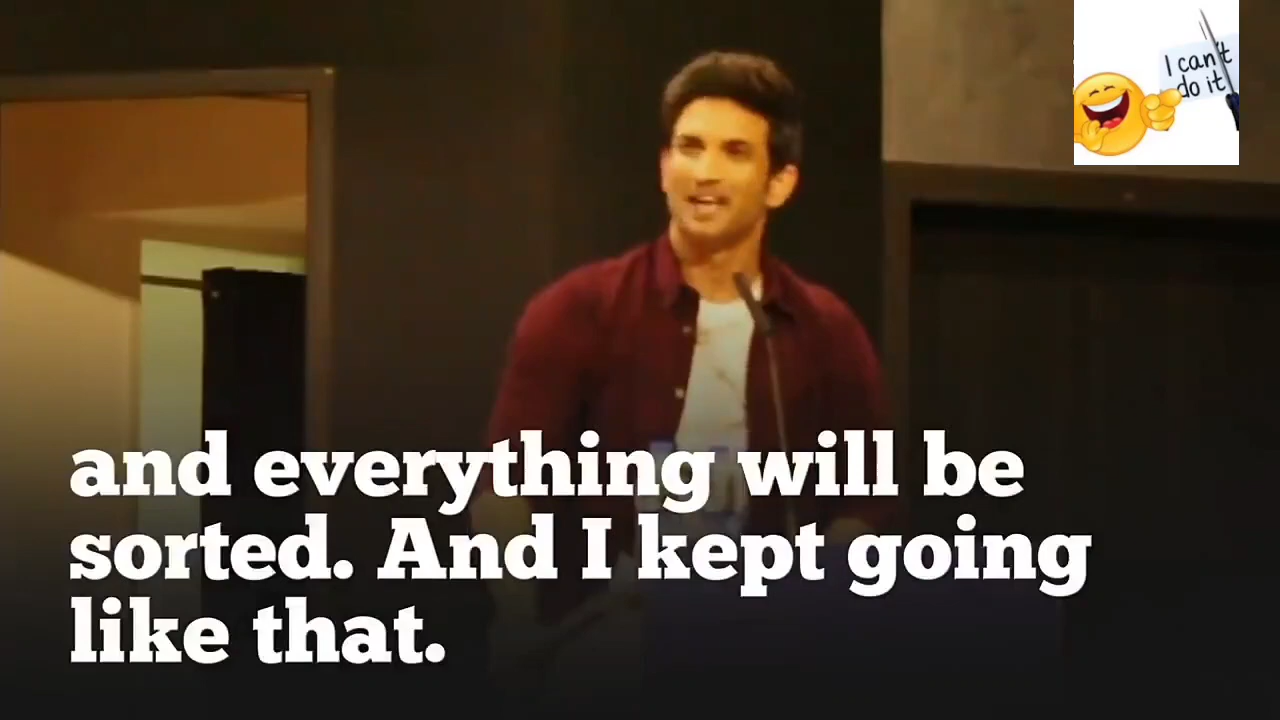 I can't
do it
and everything will be
sorted. And I kept going
like that.